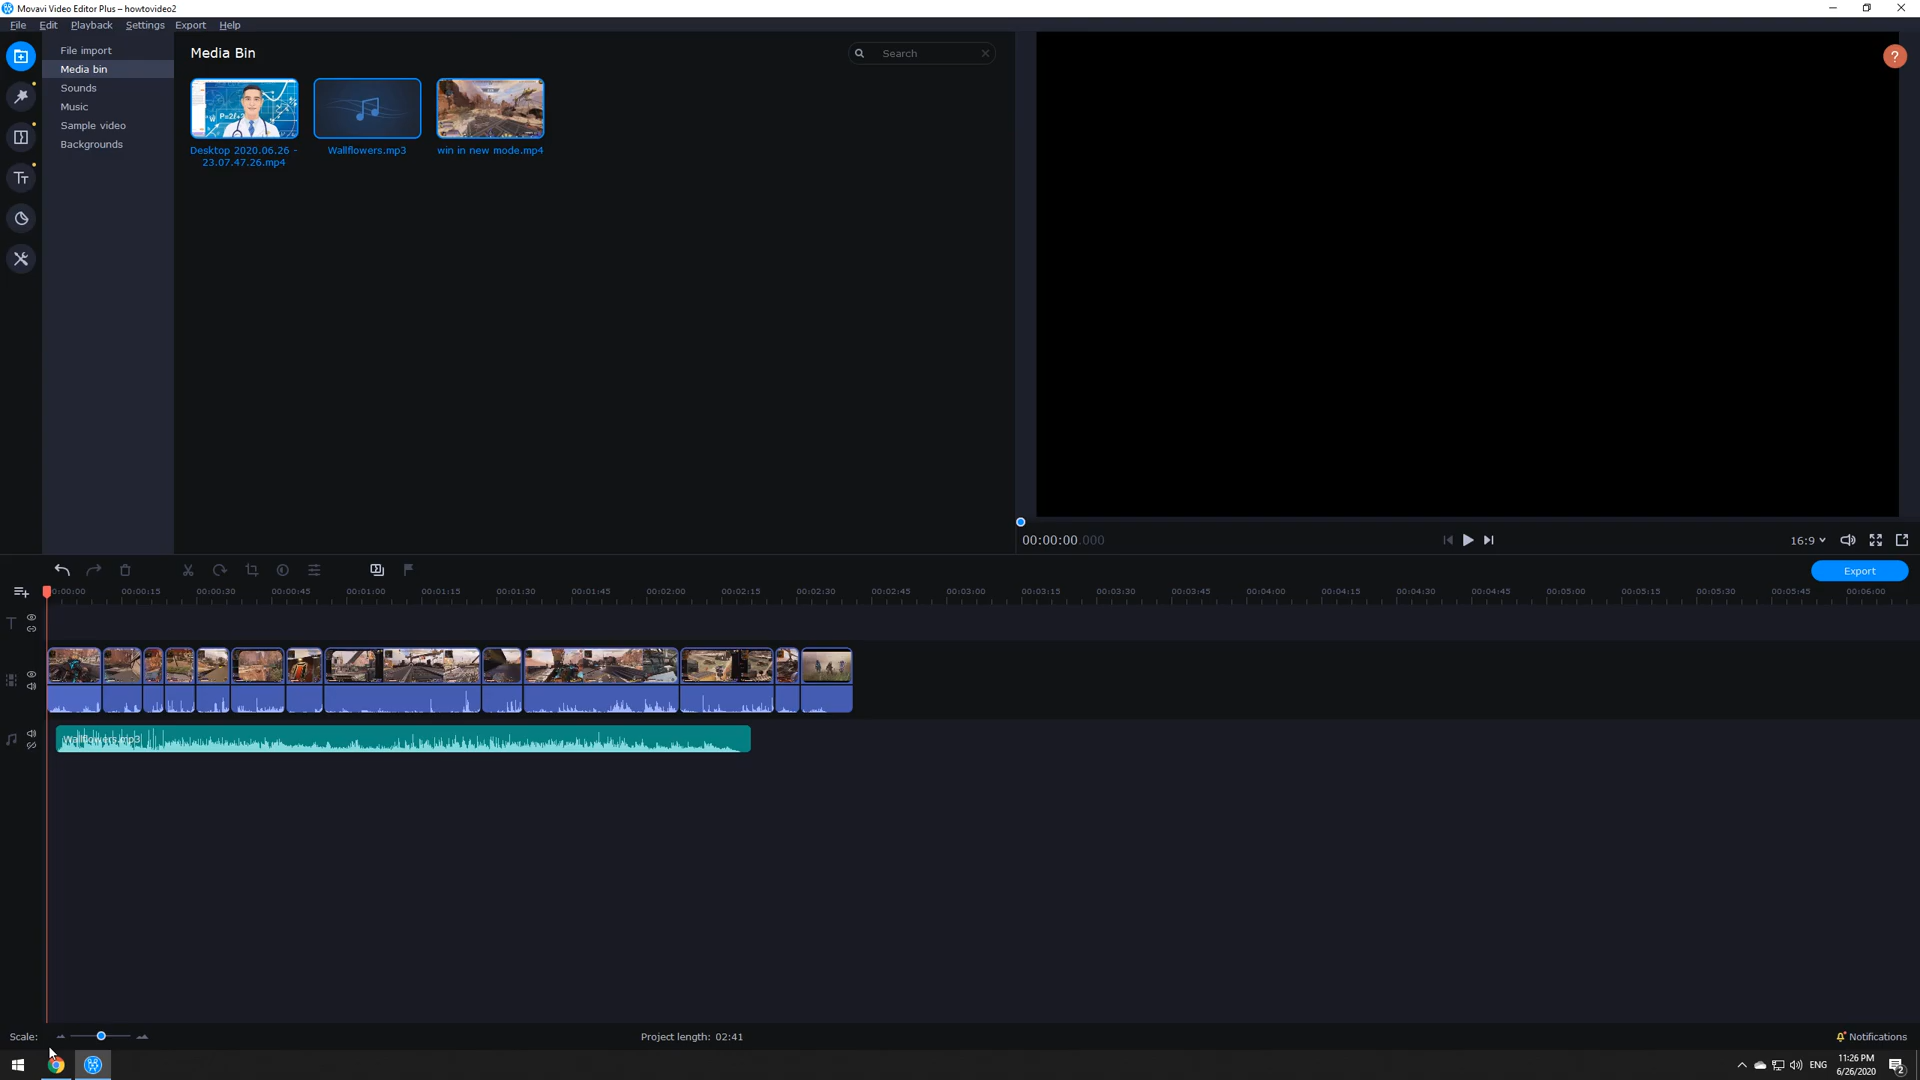 Movavi Video Editor Plus – howtovideo2
File Edit Playback Settings Export Help
File import
Media bin
Sounds
Music
Sample video
Backgrounds
Media Bin
Search
Desktop 2020.06.26 -
23.07.47.26.mp4
Wallflowers.mp3
win in new mode.mp4
?
00:00:00.000
16:9
Export
0:00:00 00:00:15 00:00:30 00:00:45 00:01:00 00:01:15 00:01:30 00:01:45 00:02:00 00:02:15 00:02:30 00:02:45 00:03:00 00:03:15 00:03:30 00:03:45 00:04:00 00:04:15 00:04:30 00:04:45 00:05:00 00:05:15 00:05:30 00:05:45 00:06:00
Wallflowers.mp3
Scale:
Project length: 02:41
Notifications
ENG
11:26 PM
6/26/2020
2